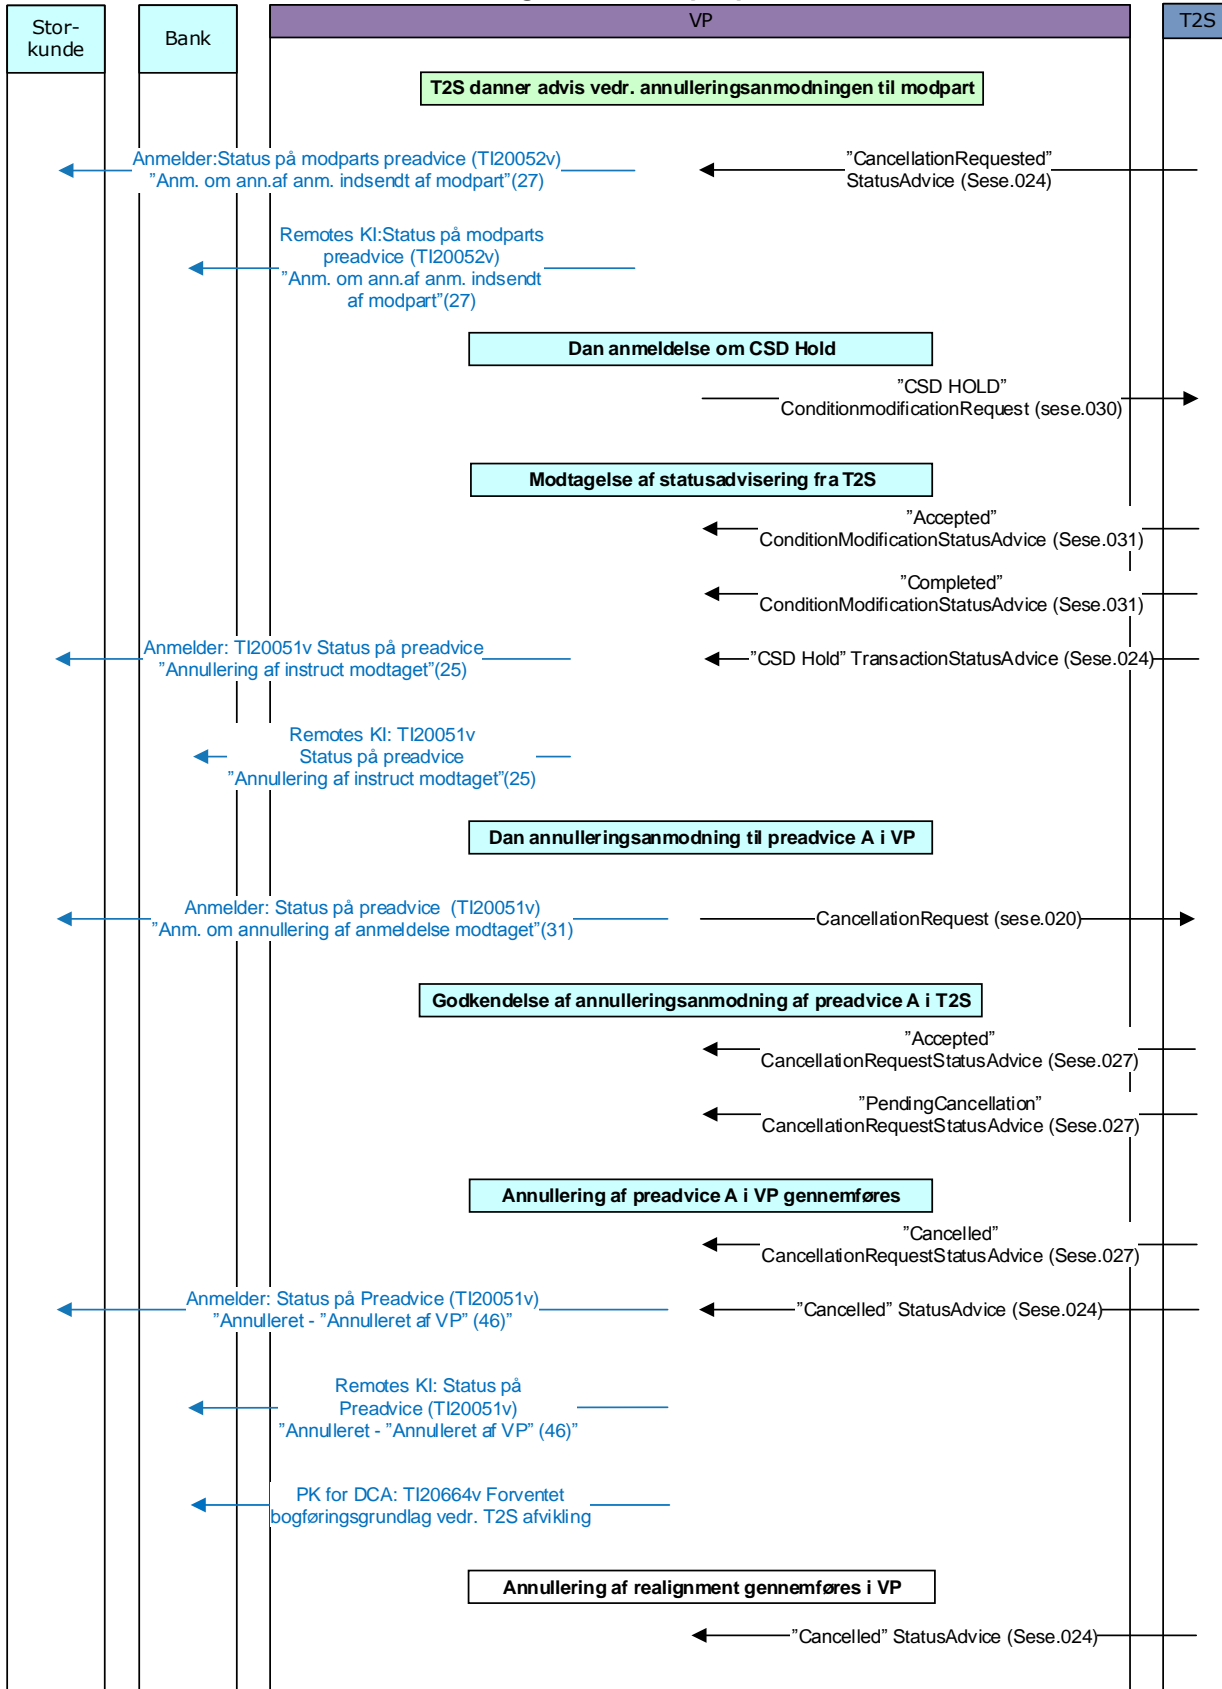 Stor-
kunde
Bank
VP
T2S
T2S danner advis vedr. annulleringsanmodningen til modpart
Anmelder:Status på modparts preadvice (TI20052v)
”Anm. om ann.af anm. indsendt af modpart”(27)
”CancellationRequested”
StatusAdvice (Sese.024)
Remotes KI:Status på modparts
preadvice (TI20052v)
”Anm. om ann.af anm. indsendt
af modpart”(27)
Dan anmeldelse om CSD Hold
”CSD HOLD”
ConditionmodificationRequest (sese.030)
Modtagelse af statusadvisering fra T2S
”Accepted”
ConditionModificationStatusAdvice (Sese.031)
”Completed”
ConditionModificationStatusAdvice (Sese.031)
Anmelder: TI20051v Status på preadvice
”Annullering af instruct modtaget”(25)
”CSD Hold” TransactionStatusAdvice (Sese.024)
Remotes KI: TI20051v
Status på preadvice
”Annullering af instruct modtaget”(25)
Dan annulleringsanmodning til preadvice A i VP
Anmelder: Status på preadvice (TI20051v)
”Anm. om annullering af anmeldelse modtaget”(31)
CancellationRequest (sese.020)
Godkendelse af annulleringsanmodning af preadvice A i T2S
”Accepted”
CancellationRequestStatusAdvice (Sese.027)
”PendingCancellation”
CancellationRequestStatusAdvice (Sese.027)
Annullering af preadvice A i VP gennemføres
”Cancelled”
CancellationRequestStatusAdvice (Sese.027)
Anmelder: Status på Preadvice (TI20051v)
”Annulleret - ”Annulleret af VP” (46)”
”Cancelled” StatusAdvice (Sese.024)
Remotes KI: Status på
Preadvice (TI20051v)
”Annulleret - ”Annulleret af VP” (46)”
PK for DCA: TI20664v Forventet
bogføringsgrundlag vedr. T2S afvikling
Annullering af realignment gennemføres i VP
”Cancelled” StatusAdvice (Sese.024)